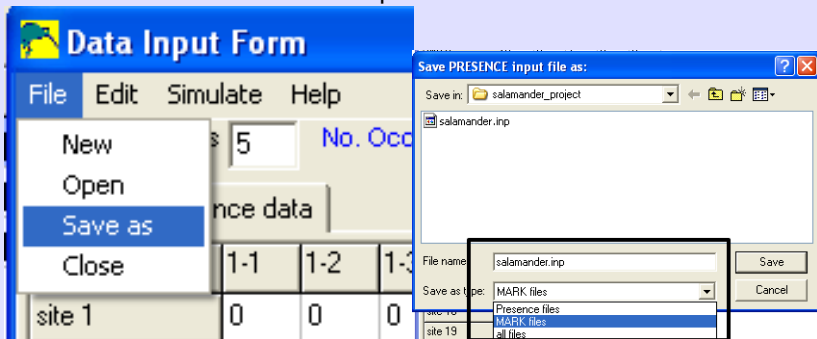 Data Input Form
File Edit Simulate Help
New
Open
Save as
Close
5 No. Occ
nce data
1-1 1-2 1-3
site 1 0 0 0
Save PRESENCE input file as:
Save in: salamander_project
salamander.inp
File name: salamander.inp Save
Save as type: MARK files Cancel
Presence files
MARK files
all files
site 19